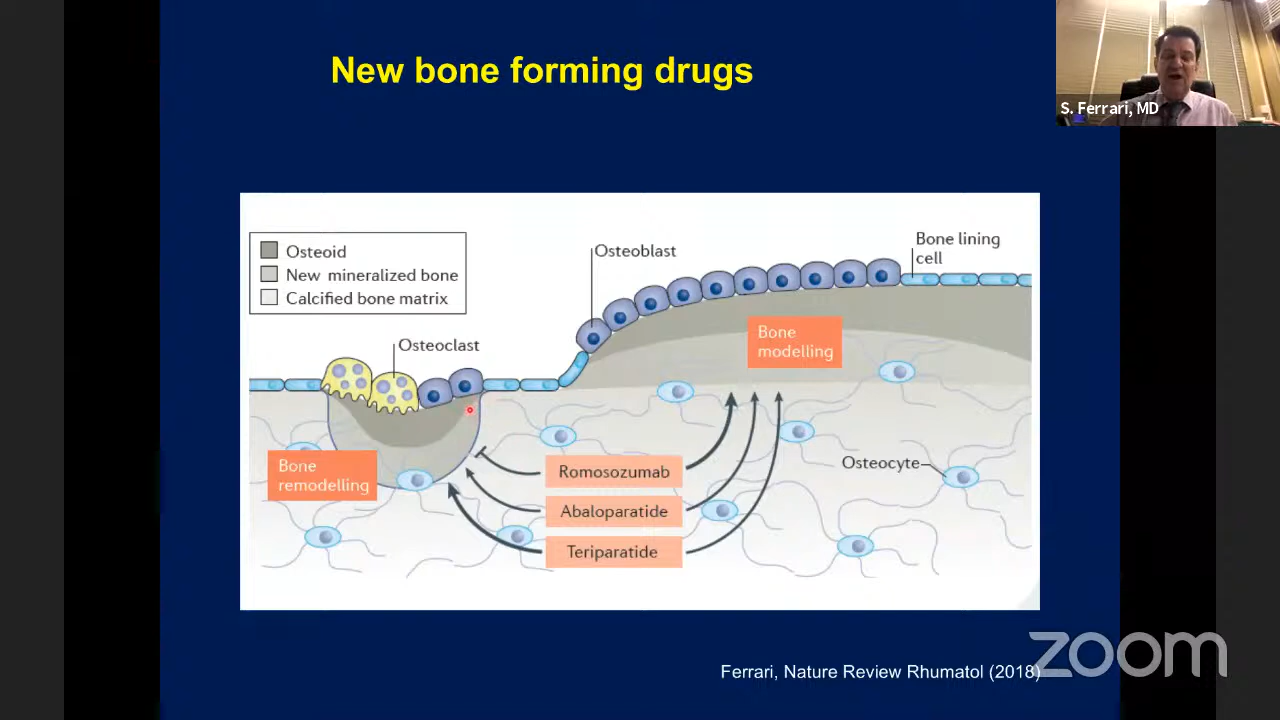 New bone forming drugs
S. Ferrari, MD
Osteoid
New mineralized bone
Calcified bone matrix
Osteoblast
Bone lining
cell
Osteoclast
Bone
modelling
Bone
remodelling
Romosozumab
Abaloparatide
Teriparatide
Osteocyte
Ferrari, Nature Review Rhumatol (2018)
zoom